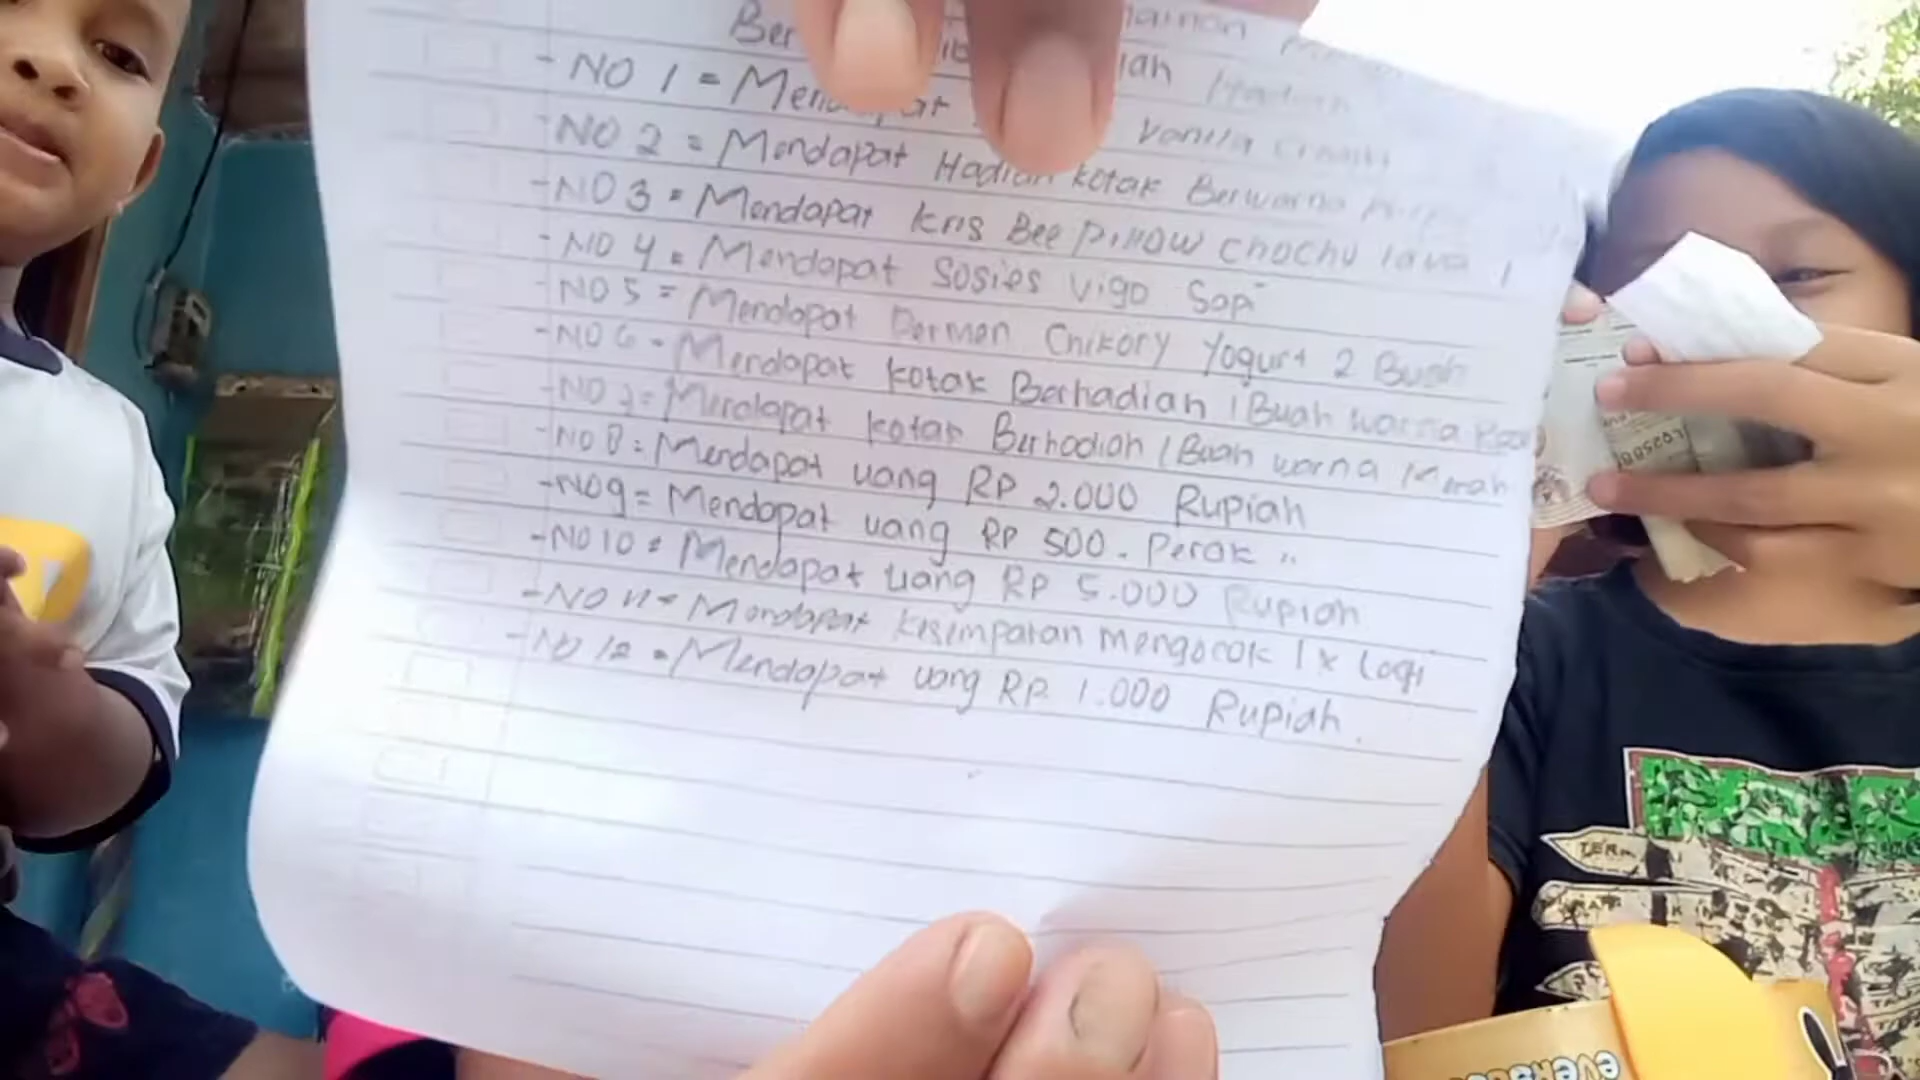 Ber
- NO 1 = Mendapat Vanila
- NO 2 = Mendapat Hadiah kotak Berwarna
- NO 3 = Mendapat Kris Bee Pillow Chochu lava 1
- NO 4 = Mendapat Sosies Vigo Sapi
- NO 5 = Mendapat Dorman Chikory Yogurt 2 Buah
- NO 6 = Mendapat kotak Berhadiah 1 Buah warna
- NO 7 = Mendapat kotak Berhadiah 1 Buah warna Merah
- NO 8 = Mendapat uang RP 2.000 Rupiah
- NO 9 = Mendapat uang RP 500. Perak
- NO 10 = Mendapat uang RP 5.000 Rupiah
- NO 11 = Mendapat kesempatan mengocok 1x Lagi
- NO 12 = Mendapat uang RP. 1.000 Rupiah.